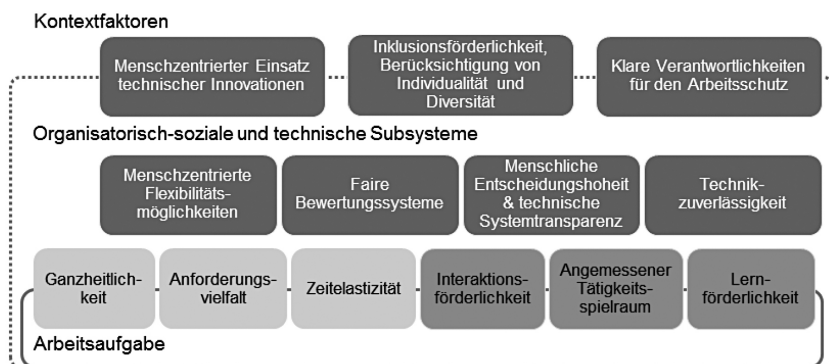 Kontextfaktoren
Menschzentrierter Einsatz
technischer Innovationen
Inklusionsförderlichkeit,
Berücksichtigung von
Individualität und
Diversität
Klare Verantwortlichkeiten
für den Arbeitsschutz
Organisatorisch-soziale und technische Subsysteme
Menschzentrierte
Flexibilitäts-
möglichkeiten
Faire
Bewertungssysteme
Menschliche
Entscheidungshoheit
& technische
Systemtransparenz
Technik-
zuverlässigkeit
Ganzheitlich-
keit
Anforderungs-
vielfalt
Zeitelastizität
Interaktions-
förderlichkeit
Angemessener
Tätigkeits-
spielraum
Lern-
förderlichkeit
Arbeitsaufgabe